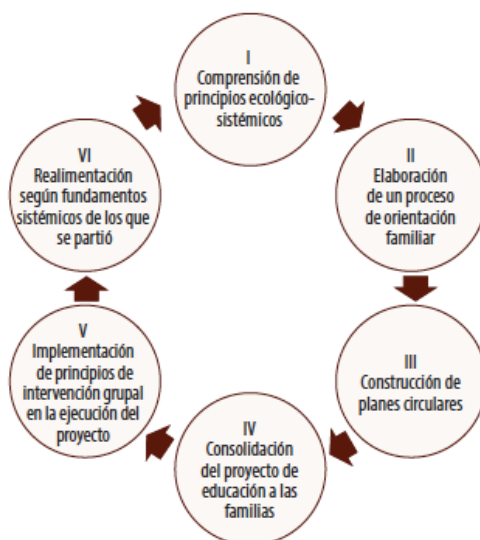 I
Comprensión de
principios ecológico-
sistémicos
II
Elaboración
de un proceso
de orientación
familiar
III
Construcción de
planes circulares
IV
Consolidación
del proyecto de
educación a las
familias
V
Implementación
de principios de
intervención grupal
en la ejecución del
proyecto
VI
Realimentación
según fundamentos
sistémicos de los que
se partió